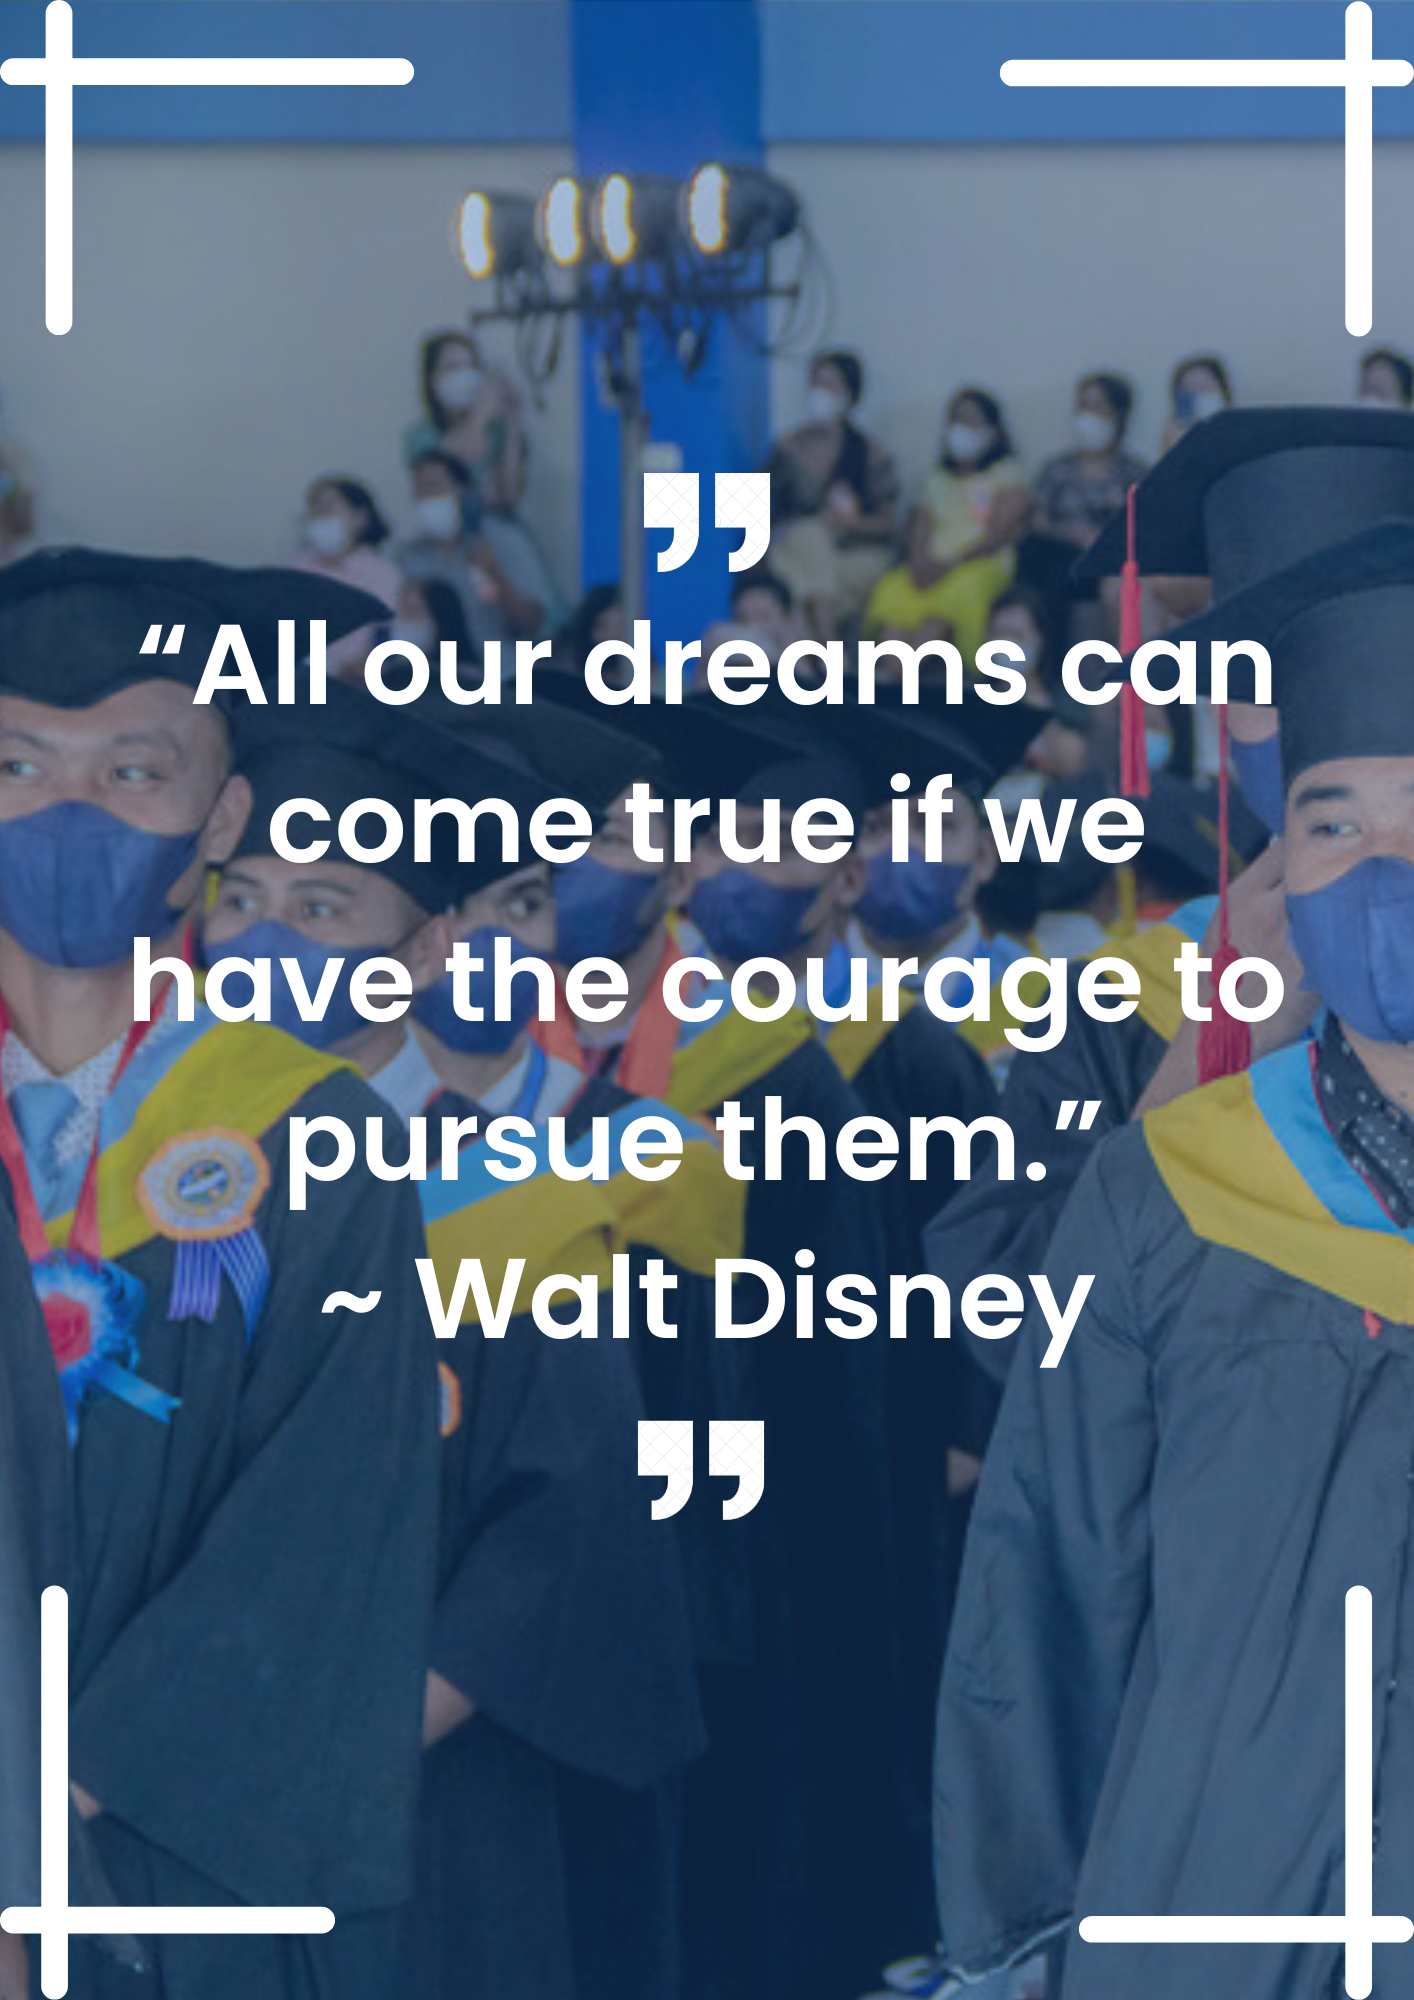 “All our dreams can
come true if we
have the courage to
pursue them.”
~ Walt Disney